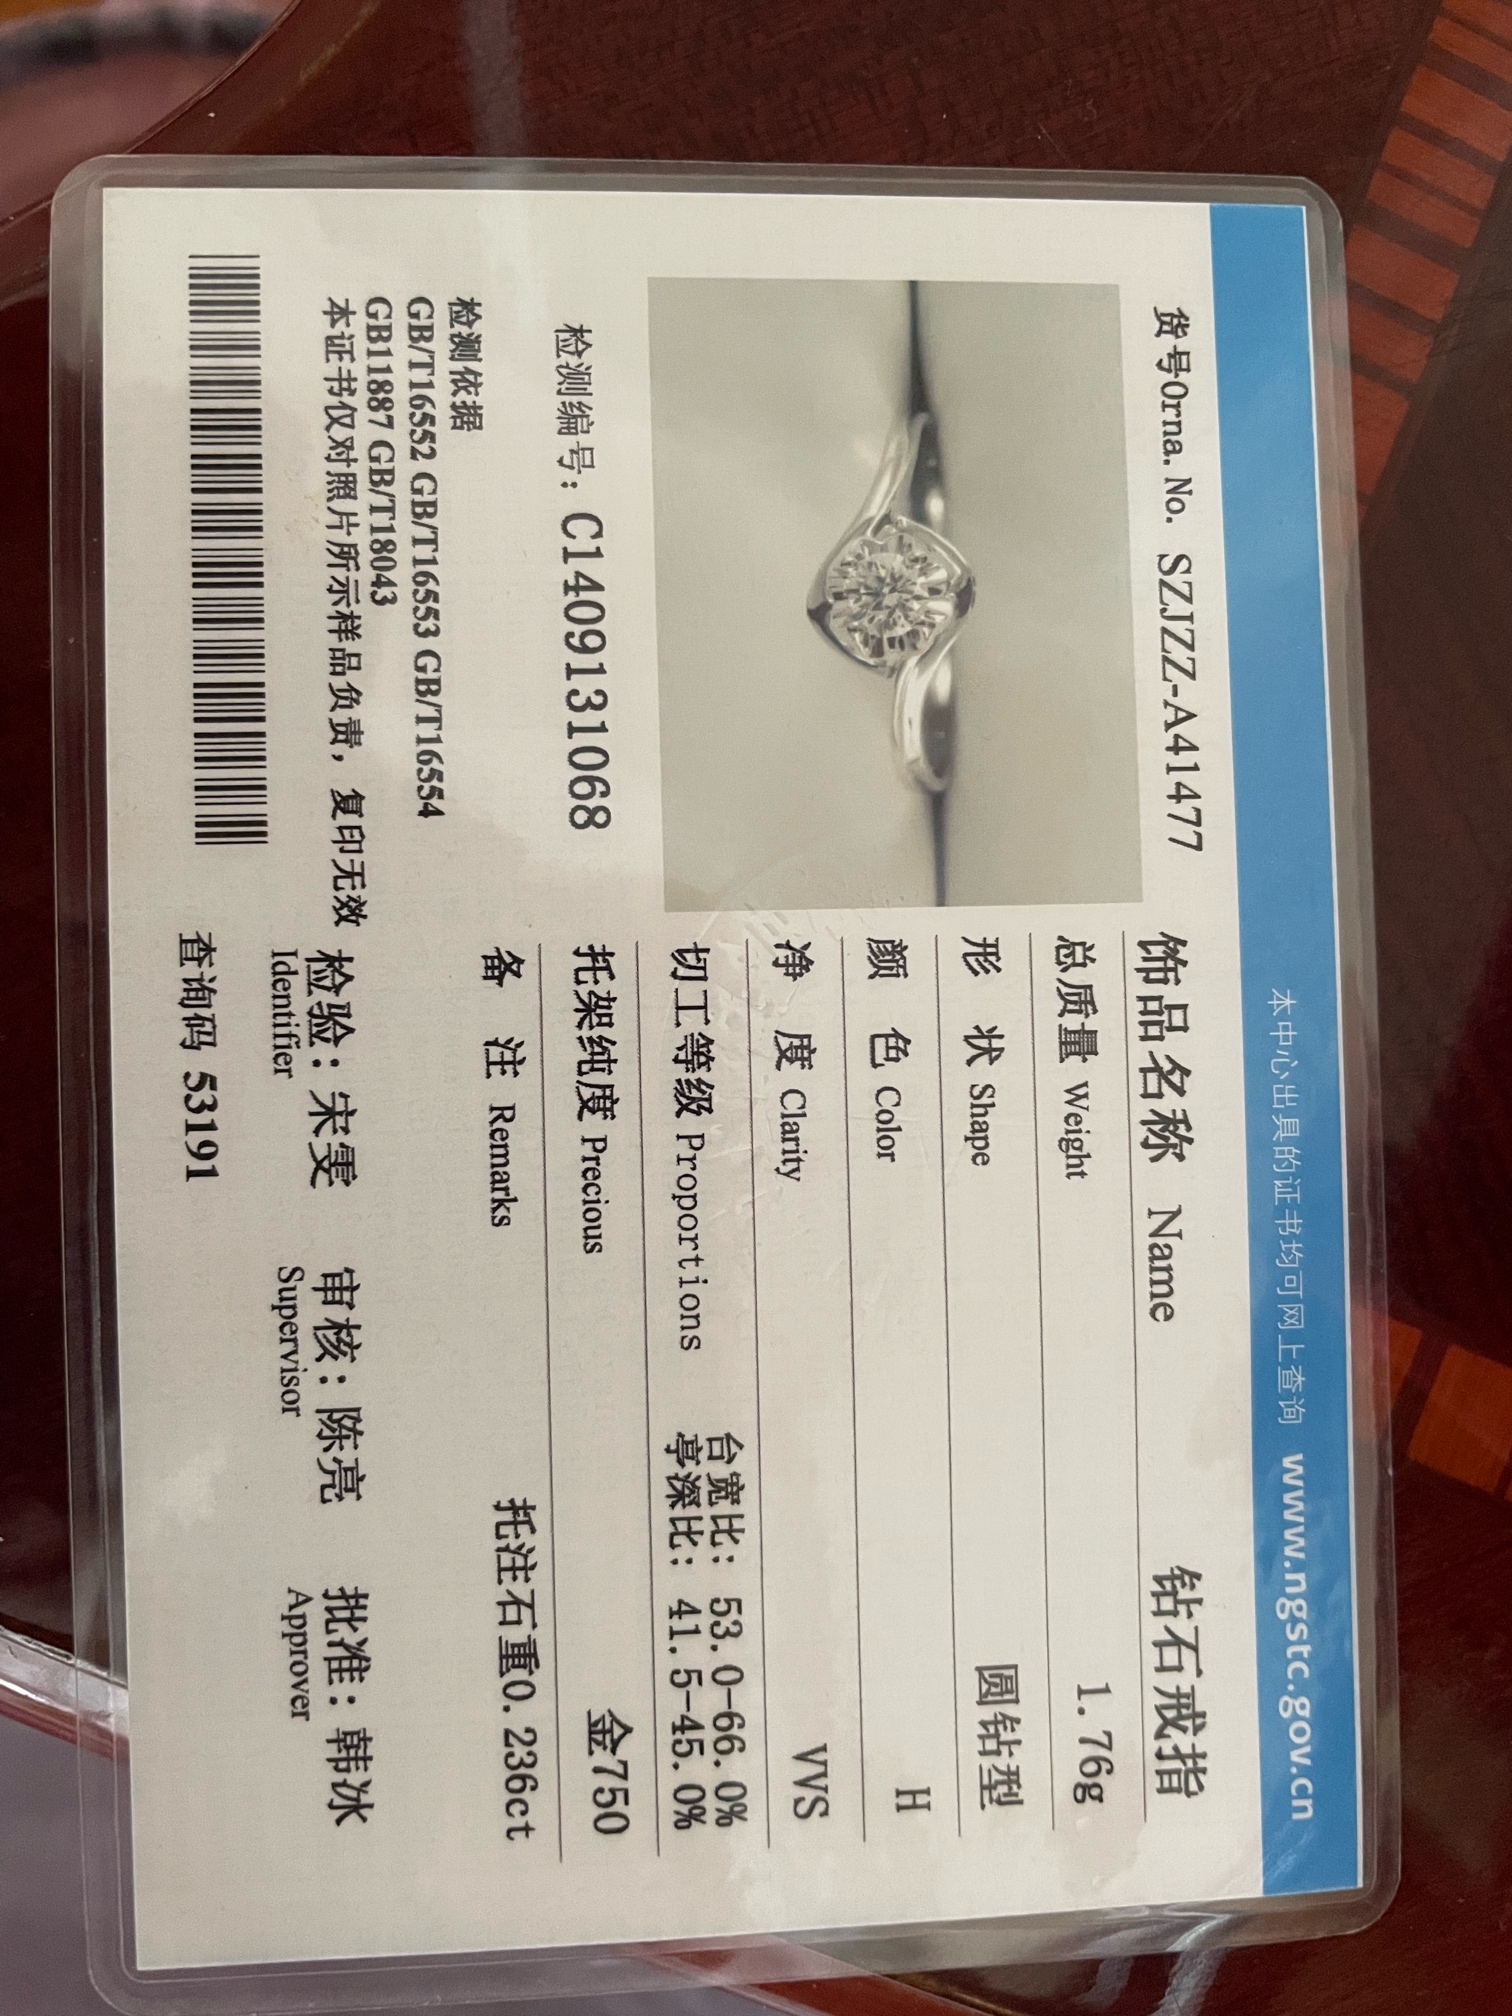 本中心出具的证书均可网上查询 www.ngstc.gov.cn
货号Orna. No. SZJZZ-A41477
检测编号: C1409131068
检测依据
GB/T16552 GB/T16553 GB/T16554
GB11887 GB/T18043
本证书仅对照片所示样品负责，复印无效
饰品名称 Name 钻石戒指
总质量 Weight 1.76g
形 状 Shape 圆钻型
颜 色 Color H
净 度 Clarity VVS
切工等级 Proportions 台宽比: 53.0-66.0%
亭深比: 41.5-45.0%
托架纯度 Precious 金750
备 注 Remarks 托注石重0.236ct
检验: 宋雯 审核: 陈亮 批准: 韩冰
Identifier Supervisor Approver
查询码 53191